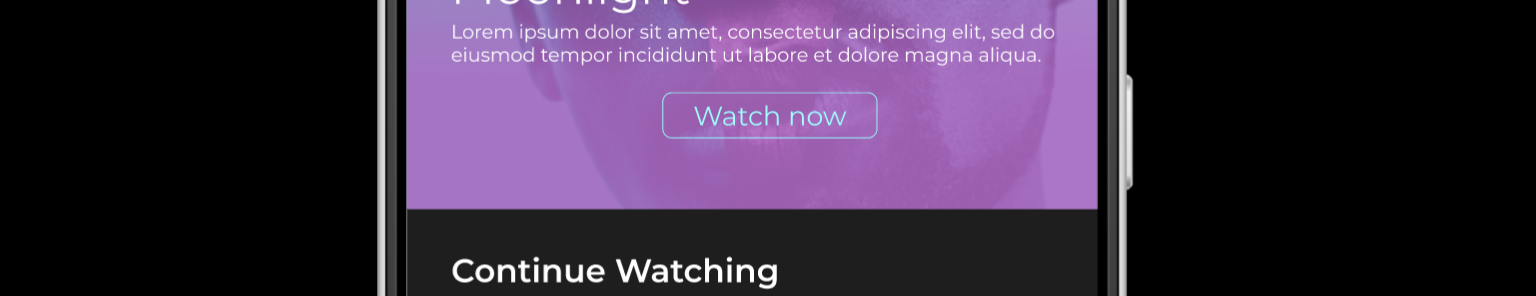 Moonlight
Lorem ipsum dolor sit amet, consectetur adipiscing elit, sed do
eiusmod tempor incididunt ut labore et dolore magna aliqua.
Watch now
Continue Watching